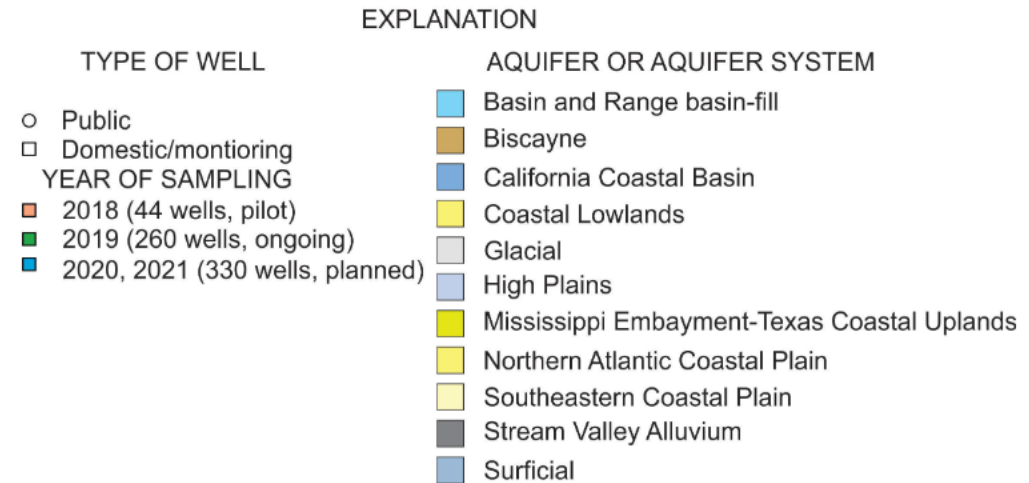 EXPLANATION
TYPE OF WELL
Public
Domestic/montioring
YEAR OF SAMPLING
2018 (44 wells, pilot)
2019 (260 wells, ongoing)
2020, 2021 (330 wells, planned)
AQUIFER OR AQUIFER SYSTEM
Basin and Range basin-fill
Biscayne
California Coastal Basin
Coastal Lowlands
Glacial
High Plains
Mississippi Embayment-Texas Coastal Uplands
Northern Atlantic Coastal Plain
Southeastern Coastal Plain
Stream Valley Alluvium
Surficial